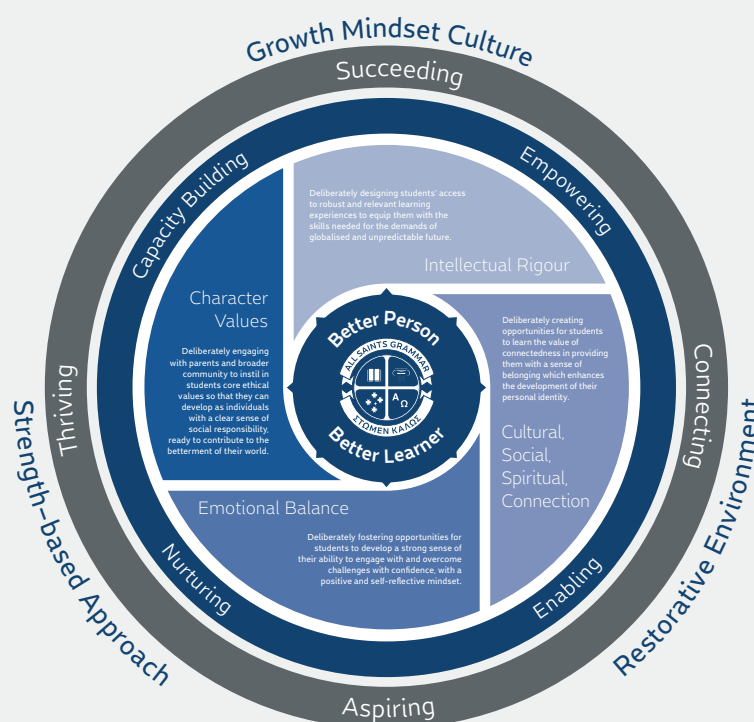 Growth Mindset Culture
Succeeding
Capacity Building
Empowering
Deliberately designing students' access
to robust and relevant learning
experiences to equip them with the
skills needed for the demands of
globalised and unpredictable future.
Intellectual Rigour
Character
Values
Deliberately engaging
with parents and broader
community to instil in
students core ethical
values so that they can
develop as individuals
with a clear sense of
social responsibility,
ready to contribute to the
betterment of their world.
Better Person
ALL SAINTS GRAMMAR
Α
Ω
ΣΤΩΜΕΝ ΚΑΛΩΣ
Better Learner
Deliberately creating
opportunities for students
to learn the value of
connectedness in providing
them with a sense of
belonging which enhances
the development of their
personal identity.
Cultural,
Social,
Spiritual,
Connection
Thriving
Connecting
Emotional Balance
Deliberately fostering opportunities for
students to develop a strong sense of
their ability to engage with and overcome
challenges with confidence, with a
positive and self-reflective mindset.
Nurturing
Enabling
Strength-based Approach
Restorative Environment
Aspiring